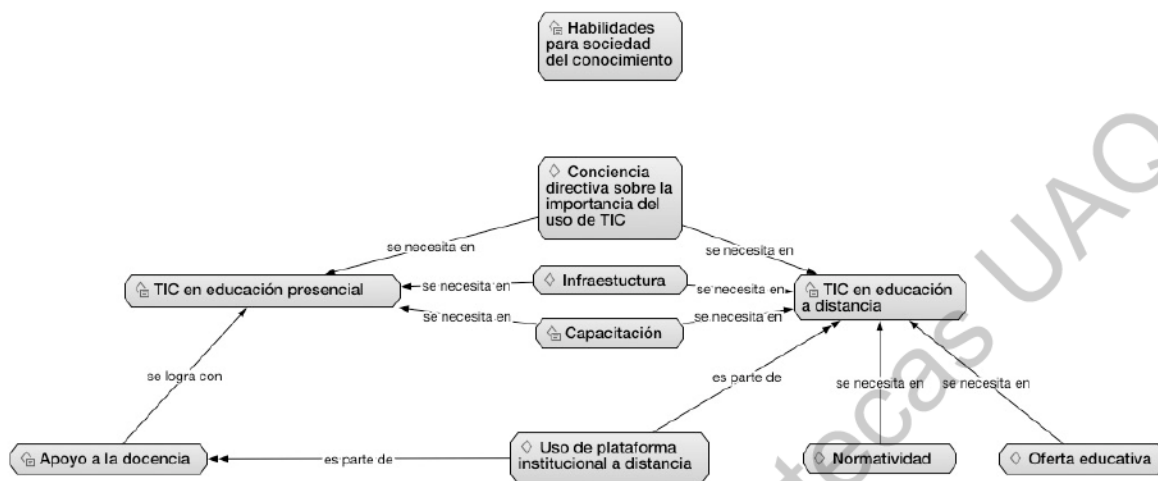 Habilidades
para sociedad
del conocimiento
Conciencia
directiva sobre la
importancia del
uso de TIC
se necesita en
se necesita en
TIC en educación presencial
se necesita en
Infraestuctura
se necesita en
TIC en educación
a distancia
se necesita en
Capacitación
se necesita en
se logra con
es parte de
se necesita en
se necesita en
Apoyo a la docencia
es parte de
Uso de plataforma
institucional a distancia
Normatividad
Oferta educativa
tecas UAQ